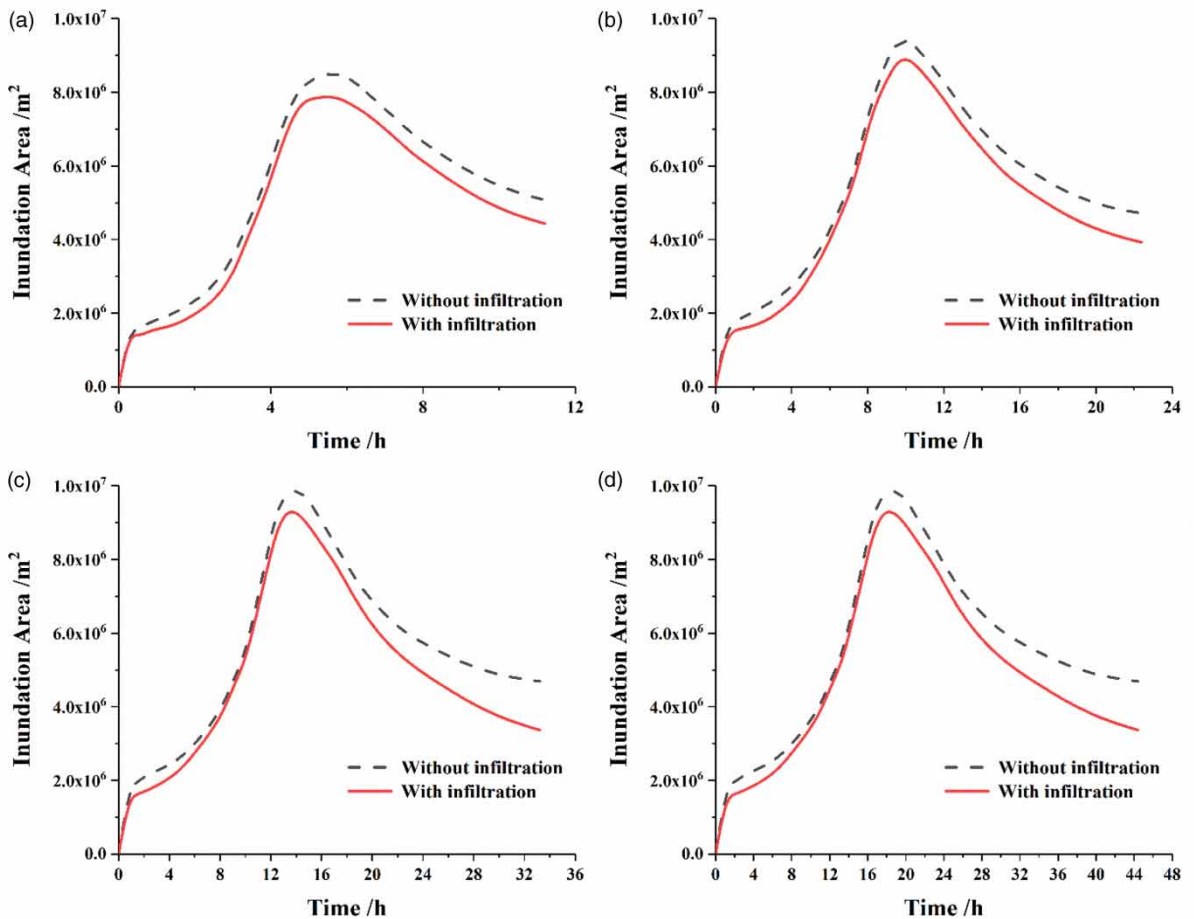 (a)
1.0x10⁷
8.0x10⁶
6.0x10⁶
4.0x10⁶
2.0x10⁶
0.0
Inundation Area /m²
Without infiltration
With infiltration
0 4 8 12
Time /h
(b)
1.0x10⁷
8.0x10⁶
6.0x10⁶
4.0x10⁶
2.0x10⁶
0.0
Inundation Area /m²
Without infiltration
With infiltration
0 4 8 12 16 20 24
Time /h
(c)
1.0x10⁷
8.0x10⁶
6.0x10⁶
4.0x10⁶
2.0x10⁶
0.0
Inundation Area /m²
Without infiltration
With infiltration
0 4 8 12 16 20 24 28 32 36
Time /h
(d)
1.0x10⁷
8.0x10⁶
6.0x10⁶
4.0x10⁶
2.0x10⁶
0.0
Inundation Area /m²
Without infiltration
With infiltration
0 4 8 12 16 20 24 28 32 36 40 44 48
Time /h